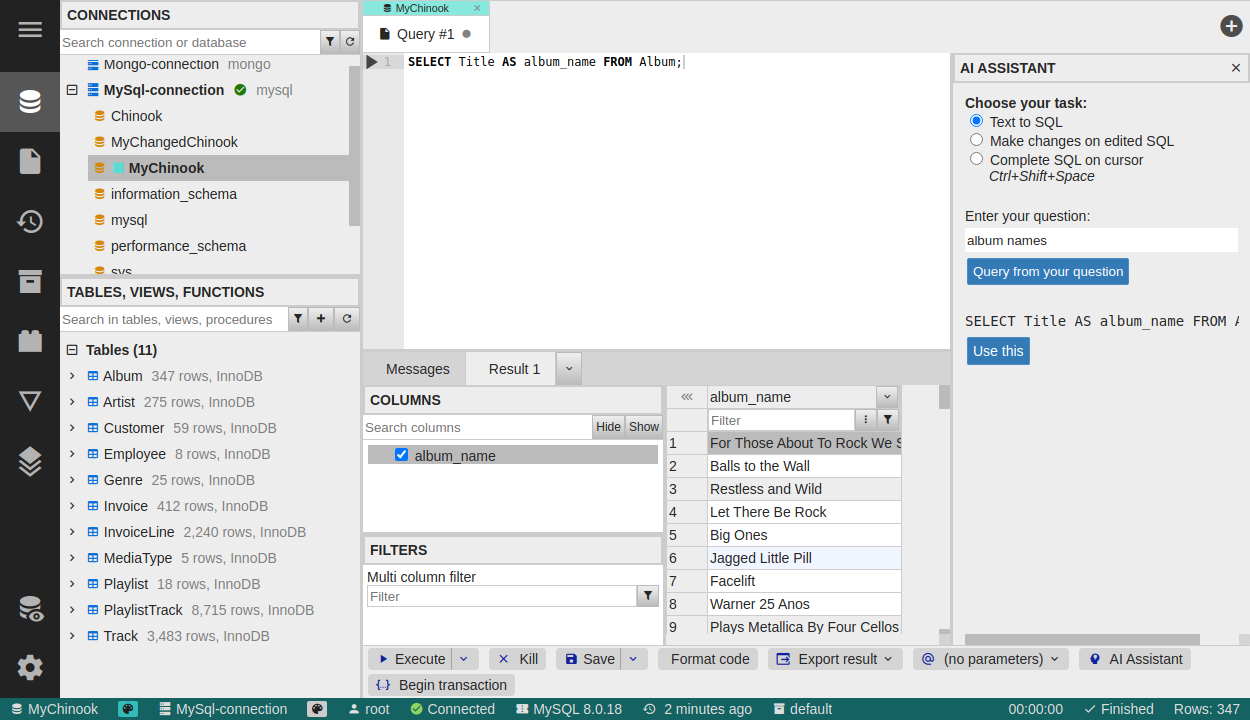 CONNECTIONS
Search connection or database
Mongo-connection mongo
MySql-connection mysql
Chinook
MyChangedChinook
MyChinook
information_schema
mysql
performance_schema
sys
TABLES, VIEWS, FUNCTIONS
Search in tables, views, procedures
Tables (11)
Album 347 rows, InnoDB
Artist 275 rows, InnoDB
Customer 59 rows, InnoDB
Employee 8 rows, InnoDB
Genre 25 rows, InnoDB
Invoice 412 rows, InnoDB
InvoiceLine 2,240 rows, InnoDB
MediaType 5 rows, InnoDB
Playlist 18 rows, InnoDB
PlaylistTrack 8,715 rows, InnoDB
Track 3,483 rows, InnoDB
MyChinook
Query #1
1 SELECT Title AS album_name FROM Album;
Messages Result 1
COLUMNS
Search columns Hide Show
album_name
FILTERS
Multi column filter
Filter
album_name
Filter
1 For Those About To Rock We S
2 Balls to the Wall
3 Restless and Wild
4 Let There Be Rock
5 Big Ones
6 Jagged Little Pill
7 Facelift
8 Warner 25 Anos
9 Plays Metallica By Four Cellos
AI ASSISTANT
Choose your task:
Text to SQL
Make changes on edited SQL
Complete SQL on cursor
Ctrl+Shift+Space
Enter your question:
album names
Query from your question
SELECT Title AS album_name FROM A
Use this
Execute Kill Save Format code Export result (no parameters) AI Assistant
Begin transaction
MyChinook MySql-connection root Connected MySQL 8.0.18 2 minutes ago default 00:00:00 Finished Rows: 347